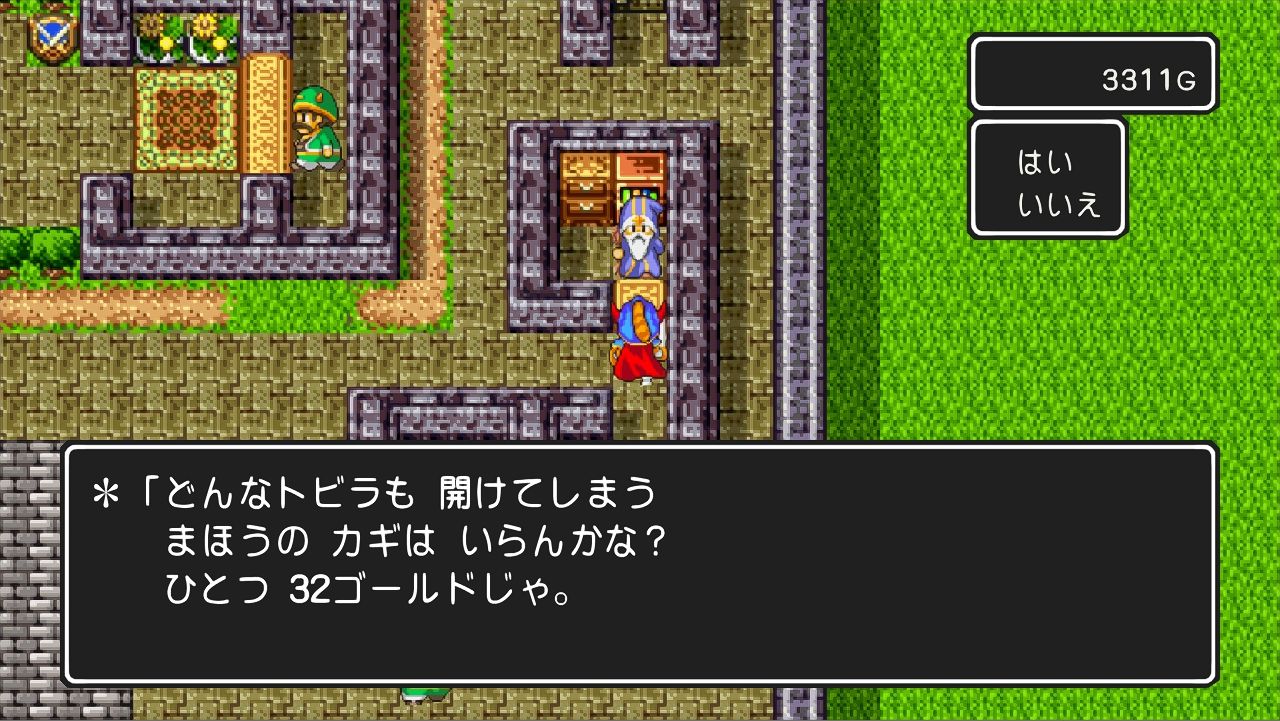 3311G
はい
いいえ
＊「どんなトビラも 開けてしまう
まほうの カギは いらんかな？
ひとつ 32ゴールドじゃ。